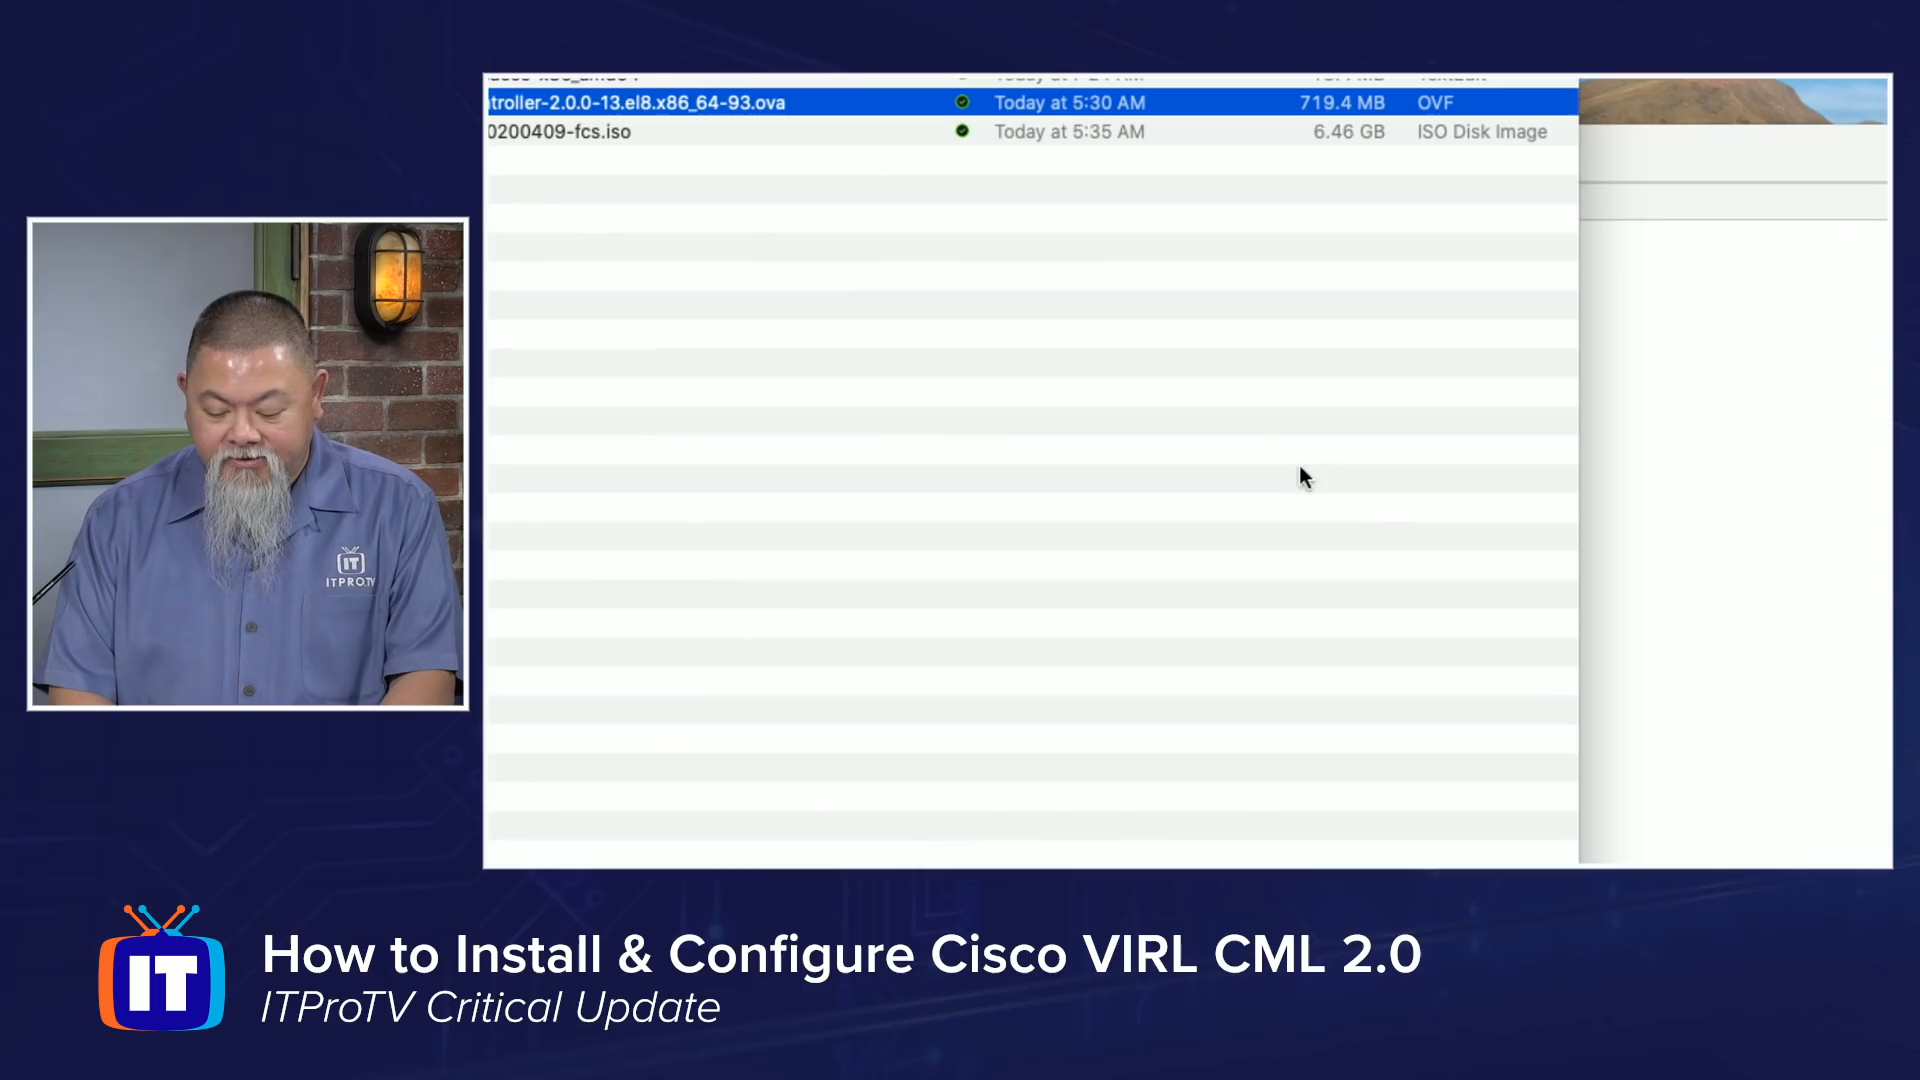 troller-2.0.0-13.el8.x86_64-93.ova Today at 5:30 AM 719.4 MB OVF
0200409-fcs.iso Today at 5:35 AM 6.46 GB ISO Disk Image
IT
ITPRO.TV
IT
How to Install & Configure Cisco VIRL CML 2.0
ITProTV Critical Update